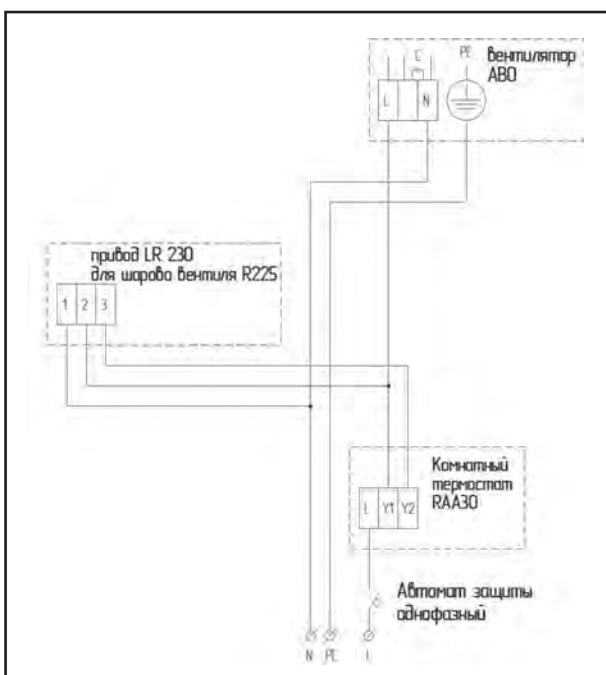 C PE вентилятор
АВО
L N
привод LR 230
для шарово вентиля R225
1 2 3
Комнатный
термостат
RAA30
L Y1 Y2
Автомат защиты
однофазный
N PE L